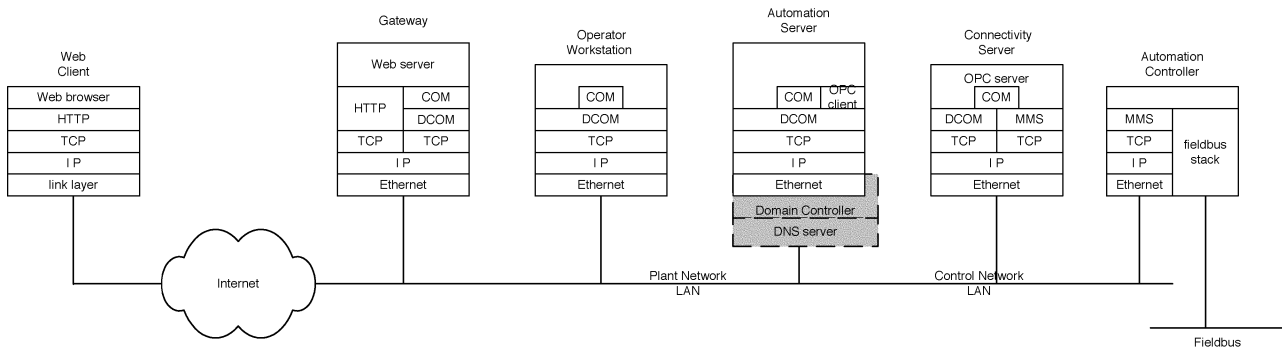 Web
Client
Web browser
HTTP
TCP
I P
link layer
Internet
Gateway
Web server
HTTP
COM
DCOM
TCP
TCP
I P
Ethernet
Operator
Workstation
COM
DCOM
TCP
I P
Ethernet
Automation
Server
COM
OPC
client
DCOM
TCP
I P
Ethernet
Domain Controller
DNS server
Connectivity
Server
OPC server
COM
DCOM
MMS
TCP
TCP
I P
Ethernet
Automation
Controller
MMS
TCP
I P
Ethernet
fieldbus
stack
Plant Network
LAN
Control Network
LAN
Fieldbus